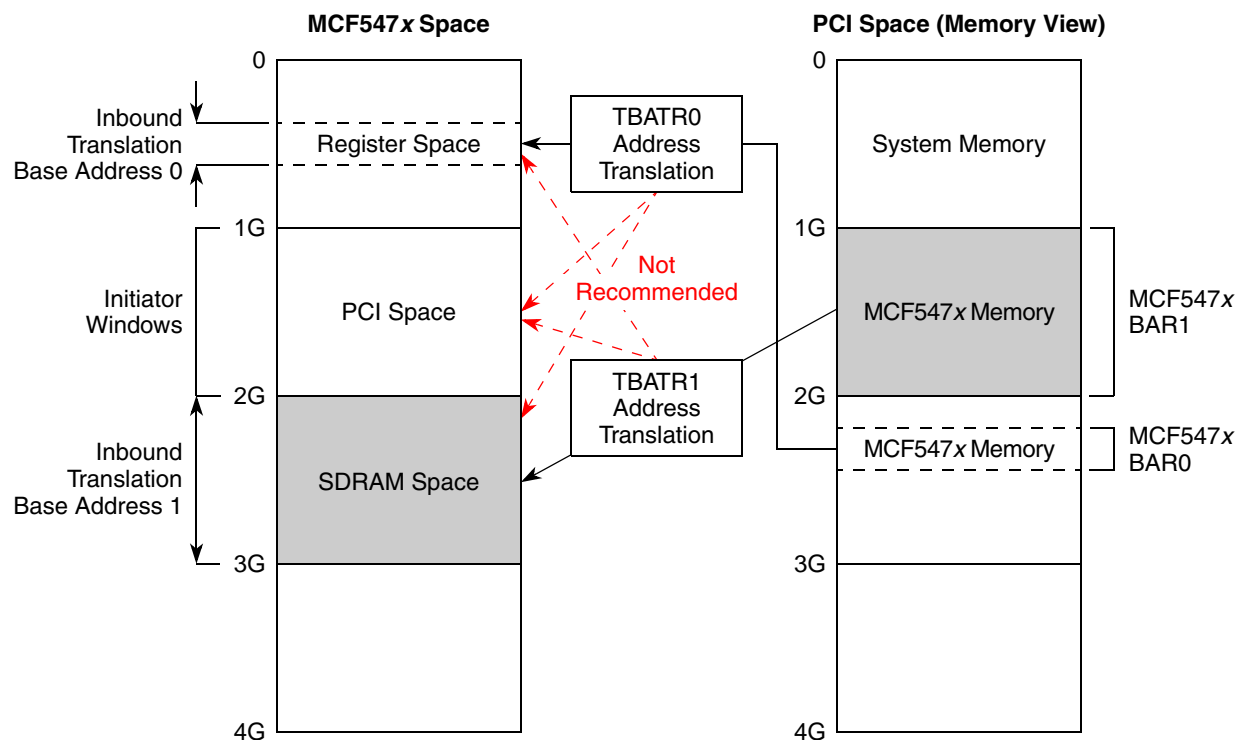 MCF547x Space
PCI Space (Memory View)
0
Inbound
Translation
Base Address 0
Register Space
TBATR0
Address
Translation
0
System Memory
1G
Initiator
Windows
PCI Space
Not
Recommended
1G
MCF547x Memory
MCF547x
BAR1
2G
Inbound
Translation
Base Address 1
SDRAM Space
TBATR1
Address
Translation
2G
MCF547x Memory
MCF547x
BAR0
3G
3G
4G
4G